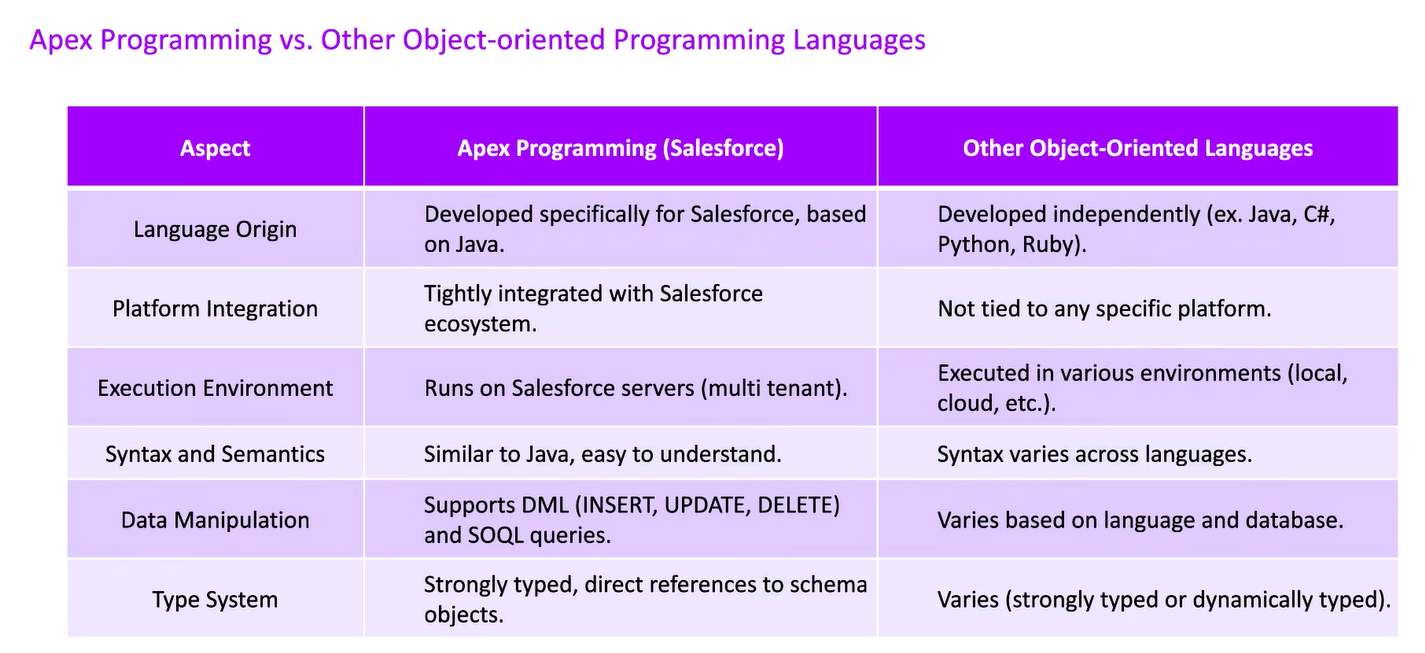 Apex Programming vs. Other Object-oriented Programming Languages
Aspect
Apex Programming (Salesforce)
Other Object-Oriented Languages
Language Origin
Developed specifically for Salesforce, based
on Java.
Developed independently (ex. Java, C#,
Python, Ruby).
Platform Integration
Tightly integrated with Salesforce
ecosystem.
Not tied to any specific platform.
Execution Environment
Runs on Salesforce servers (multi tenant).
Executed in various environments (local,
cloud, etc.).
Syntax and Semantics
Similar to Java, easy to understand.
Syntax varies across languages.
Data Manipulation
Supports DML (INSERT, UPDATE, DELETE)
and SOQL queries.
Varies based on language and database.
Type System
Strongly typed, direct references to schema
objects.
Varies (strongly typed or dynamically typed).